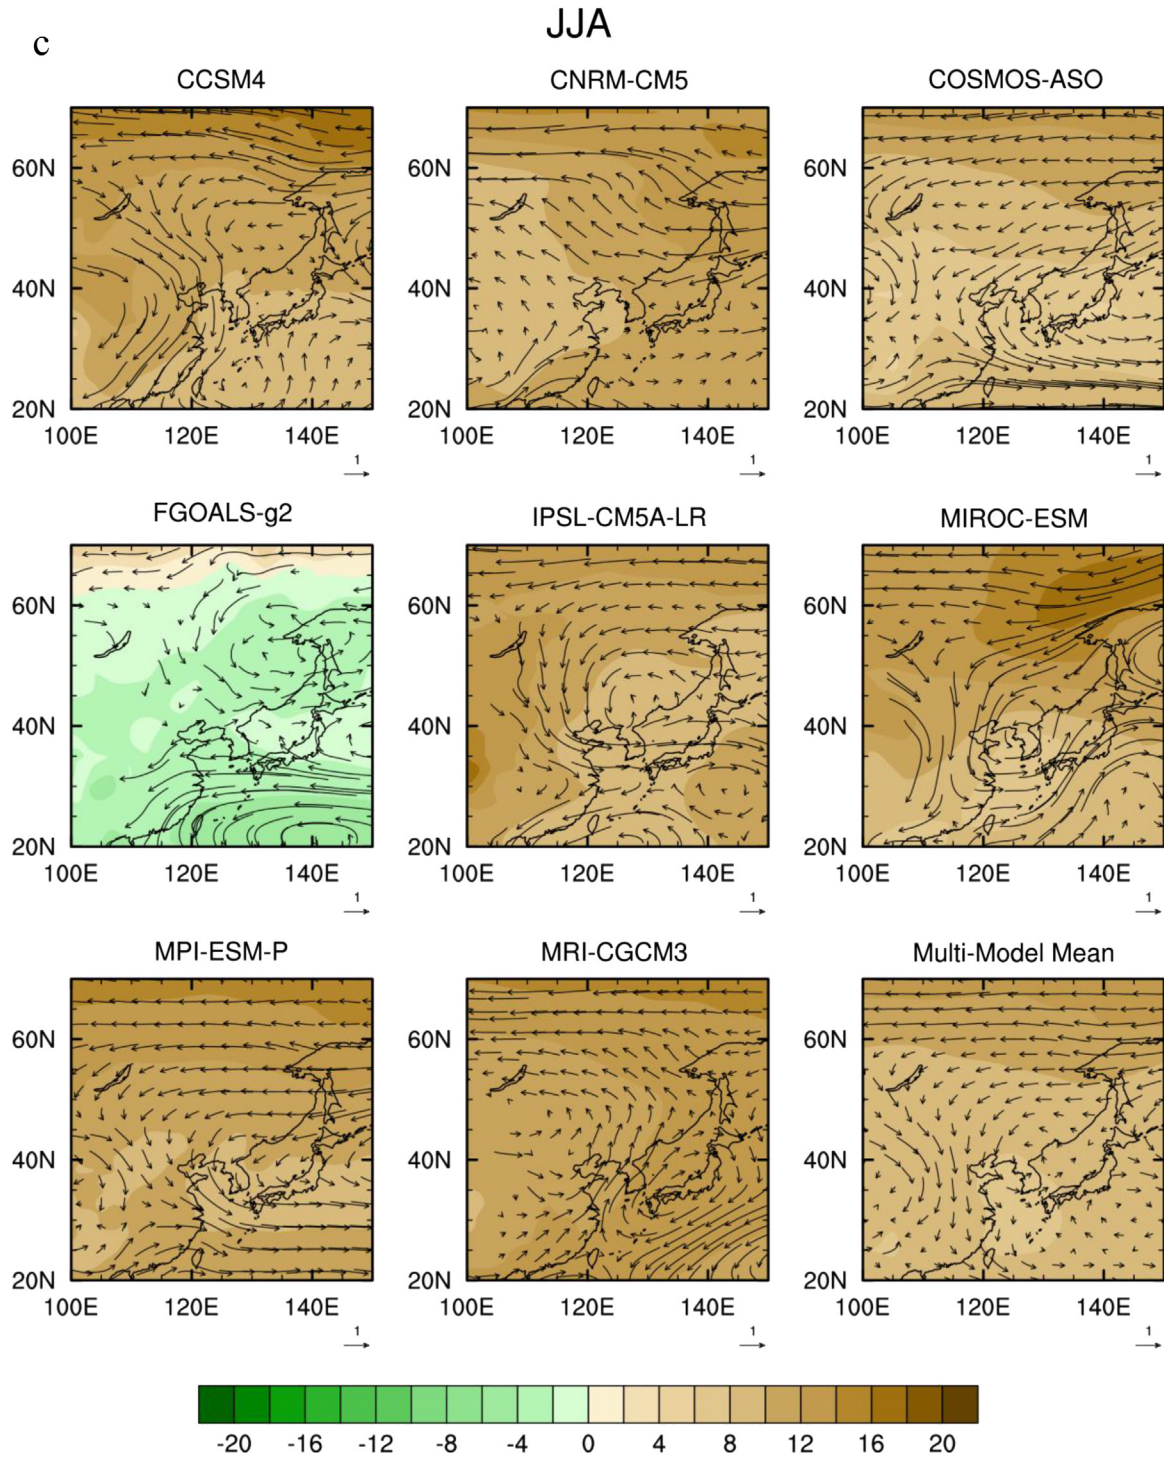 JJA
c
CCSM4 CNRM-CM5 COSMOS-ASO
60N 60N 60N
40N 40N 40N
20N 20N 20N
100E 120E 140E 100E 120E 140E 100E 120E 140E
1 1 1
FGOALS-g2 IPSL-CM5A-LR MIROC-ESM
60N 60N 60N
40N 40N 40N
20N 20N 20N
100E 120E 140E 100E 120E 140E 100E 120E 140E
1 1 1
MPI-ESM-P MRI-CGCM3 Multi-Model Mean
60N 60N 60N
40N 40N 40N
20N 20N 20N
100E 120E 140E 100E 120E 140E 100E 120E 140E
1 1 1
-20 -16 -12 -8 -4 0 4 8 12 16 20